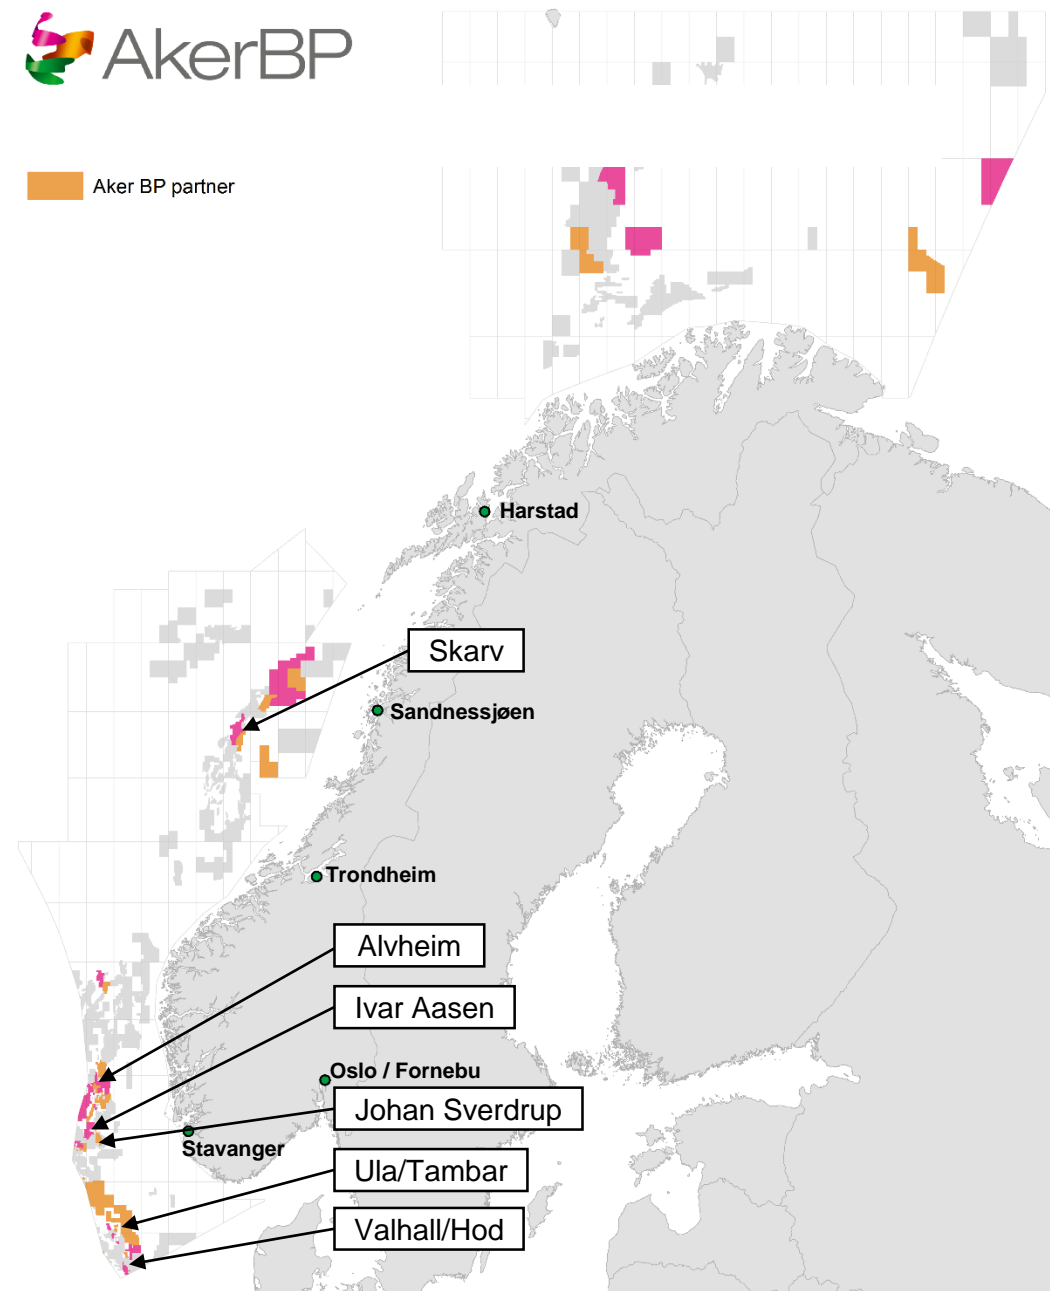 AkerBP
Aker BP partner
Harstad
Skarv
Sandnessjøen
Trondheim
Alvheim
Ivar Aasen
Oslo / Fornebu
Johan Sverdrup
Stavanger
Ula/Tambar
Valhall/Hod